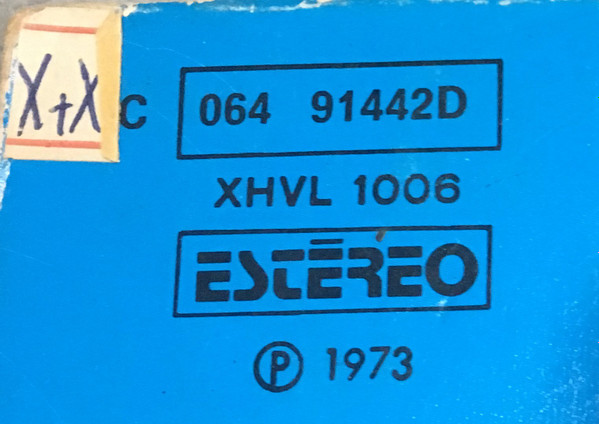 X+X
C 064 91442D
XHVL 1006
ESTÉREO
Ⓟ 1973